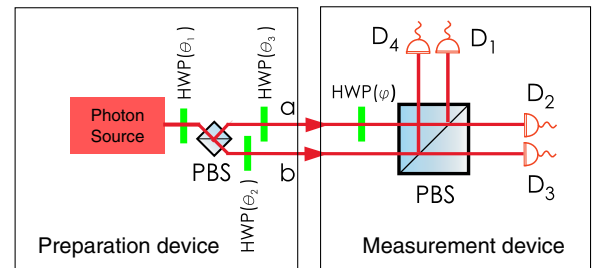 HWP(θ₁)
HWP(θ₃)
D₄
D₁
a
HWP(φ)
D₂
Photon
Source
PBS
b
D₃
HWP(θ₂)
PBS
Preparation device
Measurement device